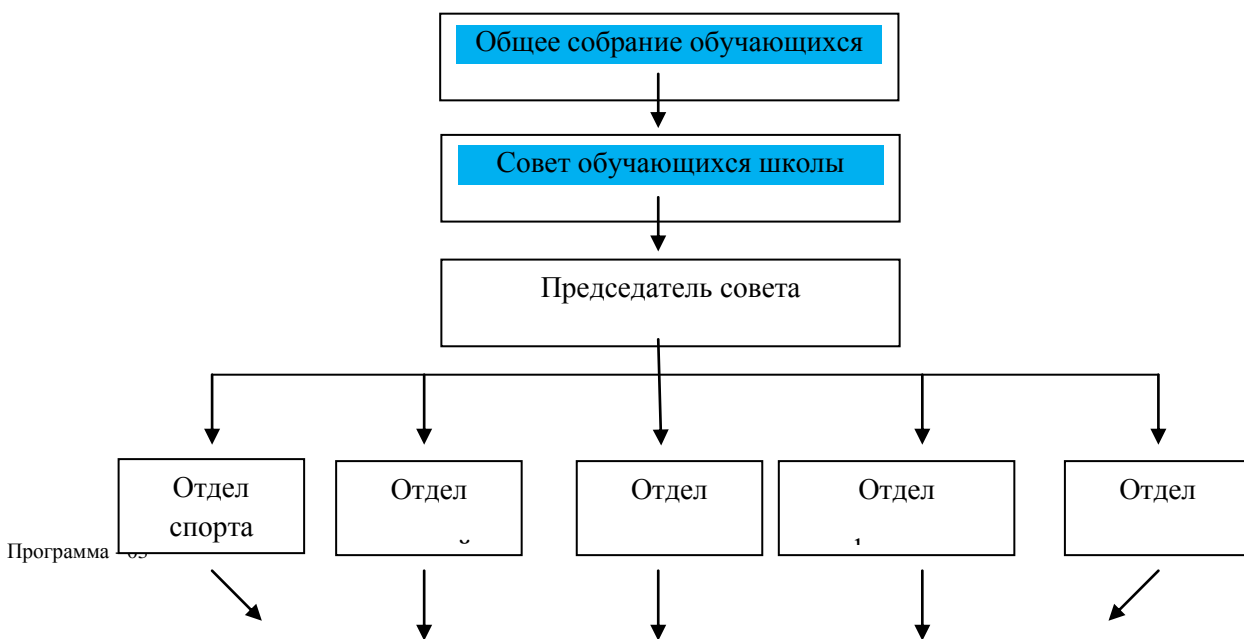 Общее собрание обучающихся
Совет обучающихся школы
Председатель совета
Отдел
спорта
Отдел
Отдел
Отдел
Отдел
Программа